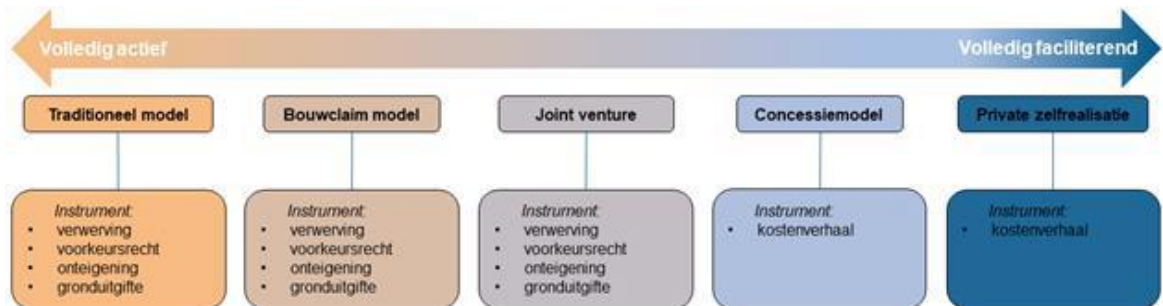 Volledig actief
Volledig faciliterend
Traditioneel model
Bouwclaim model
Joint venture
Concessiemodel
Private zelfrealisatie
Instrument:
• verwerving
• voorkeursrecht
• onteigening
• gronduitgifte
Instrument:
• verwerving
• voorkeursrecht
• onteigening
• gronduitgifte
Instrument:
• verwerving
• voorkeursrecht
• onteigening
• gronduitgifte
Instrument:
• kostenverhaal
Instrument:
• kostenverhaal